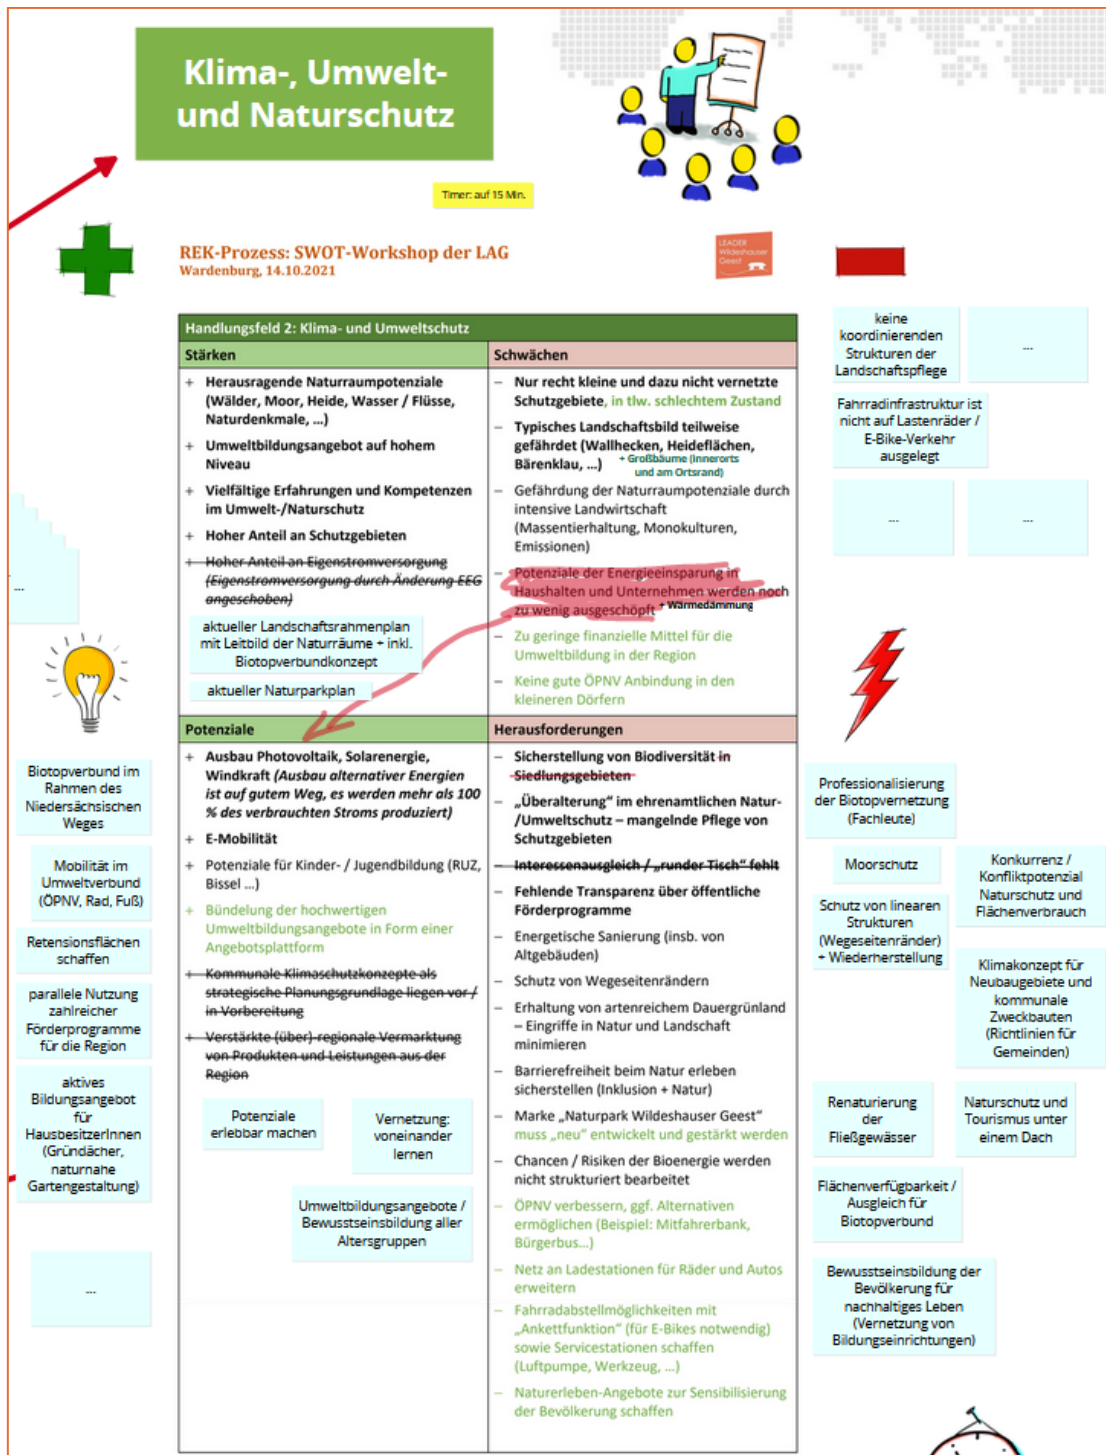 Klima-, Umwelt-
und Naturschutz
Timer: auf 15 Min.
REK-Prozess: SWOT-Workshop der LAG
Wardenburg, 14.10.2021
LEADER
Wildeshauser
Geest
Handlungsfeld 2: Klima- und Umweltschutz
Stärken
+ Herausragende Naturraumpotenziale
(Wälder, Moor, Heide, Wasser / Flüsse,
Naturdenkmale, ...)
+ Umweltbildungsangebot auf hohem
Niveau
+ Vielfältige Erfahrungen und Kompetenzen
im Umwelt-/Naturschutz
+ Hoher Anteil an Schutzgebieten
+ Hoher Anteil an Eigenstromversorgung
(Eigenstromversorgung durch Änderung EEG
angeschoben)
aktueller Landschaftsrahmenplan
mit Leitbild der Naturräume + inkl.
Biotopverbundkonzept
aktueller Naturparkplan
Schwächen
– Nur recht kleine und dazu nicht vernetzte
Schutzgebiete, in tlw. schlechtem Zustand
– Typisches Landschaftsbild teilweise
gefährdet (Wallhecken, Heideflächen,
Bärenklau, ...) + Großbäume (innerorts
und am Ortsrand)
– Gefährdung der Naturraumpotenziale durch
intensive Landwirtschaft
(Massentierhaltung, Monokulturen,
Emissionen)
– Potenziale der Energieeinsparung in
Haushalten und Unternehmen werden noch
zu wenig ausgeschöpft + Wärmedämmung
– Zu geringe finanzielle Mittel für die
Umweltbildung in der Region
– Keine gute ÖPNV Anbindung in den
kleineren Dörfern
keine
koordinierenden
Strukturen der
Landschaftspflege
...
Fahrradinfrastruktur ist
nicht auf Lastenräder /
E-Bike-Verkehr
ausgelegt
...
...
...
Potenziale
+ Ausbau Photovoltaik, Solarenergie,
Windkraft (Ausbau alternativer Energien
ist auf gutem Weg, es werden mehr als 100
% des verbrauchten Stroms produziert)
+ E-Mobilität
+ Potenziale für Kinder- / Jugendbildung (RUZ,
Bissel ...)
+ Bündelung der hochwertigen
Umweltbildungsangebote in Form einer
Angebotsplattform
+ Kommunale Klimaschutzkonzepte als
strategische Planungsgrundlage liegen vor /
in Vorbereitung
+ Verstärkte (über) regionale Vermarktung
von Produkten und Leistungen aus der
Region
Potenziale
erlebbar machen
Vernetzung:
voneinander
lernen
Umweltbildungsangebote /
Bewusstseinsbildung aller
Altersgruppen
Herausforderungen
– Sicherstellung von Biodiversität in
Siedlungsgebieten
– „Überalterung“ im ehrenamtlichen Natur-
/Umweltschutz – mangelnde Pflege von
Schutzgebieten
– Interessenausgleich / „runder Tisch“ fehlt
– Fehlende Transparenz über öffentliche
Förderprogramme
– Energetische Sanierung (insb. von
Altgebäuden)
– Schutz von Wegeseitenrändern
– Erhaltung von artenreichem Dauergrünland
– Eingriffe in Natur und Landschaft
minimieren
– Barrierefreiheit beim Natur erleben
sicherstellen (Inklusion + Natur)
– Marke „Naturpark Wildeshauser Geest“
muss „neu“ entwickelt und gestärkt werden
– Chancen / Risiken der Bioenergie werden
nicht strukturiert bearbeitet
– ÖPNV verbessern, ggf. Alternativen
ermöglichen (Beispiel: Mitfahrerbank,
Bürgerbus...)
– Netz an Ladestationen für Räder und Autos
erweitern
– Fahrradabstellmöglichkeiten mit
„Ankettfunktion“ (für E-Bikes notwendig)
sowie Servicestationen schaffen
(Luftpumpe, Werkzeug, ...)
– Naturerleben-Angebote zur Sensibilisierung
der Bevölkerung schaffen
Biotopverbund im
Rahmen des
Niedersächsischen
Weges
Mobilität im
Umweltverbund
(ÖPNV, Rad, Fuß)
Retensionsflächen
schaffen
parallele Nutzung
zahlreicher
Förderprogramme
für die Region
aktives
Bildungsangebot
für
HausbesitzerInnen
(Gründächer,
naturnahe
Gartengestaltung)
...
Professionalisierung
der Biotopvernetzung
(Fachleute)
Moorschutz
Konkurrenz /
Konfliktpotenzial
Naturschutz und
Flächenverbrauch
Schutz von linearen
Strukturen
(Wegeseitenränder)
+ Wiederherstellung
Klimakonzept für
Neubaugebiete und
kommunale
Zweckbauten
(Richtlinien für
Gemeinden)
Renaturierung
der
Fließgewässer
Naturschutz und
Tourismus unter
einem Dach
Flächenverfügbarkeit /
Ausgleich für
Biotopverbund
Bewusstseinsbildung der
Bevölkerung für
nachhaltiges Leben
(Vernetzung von
Bildungseinrichtungen)